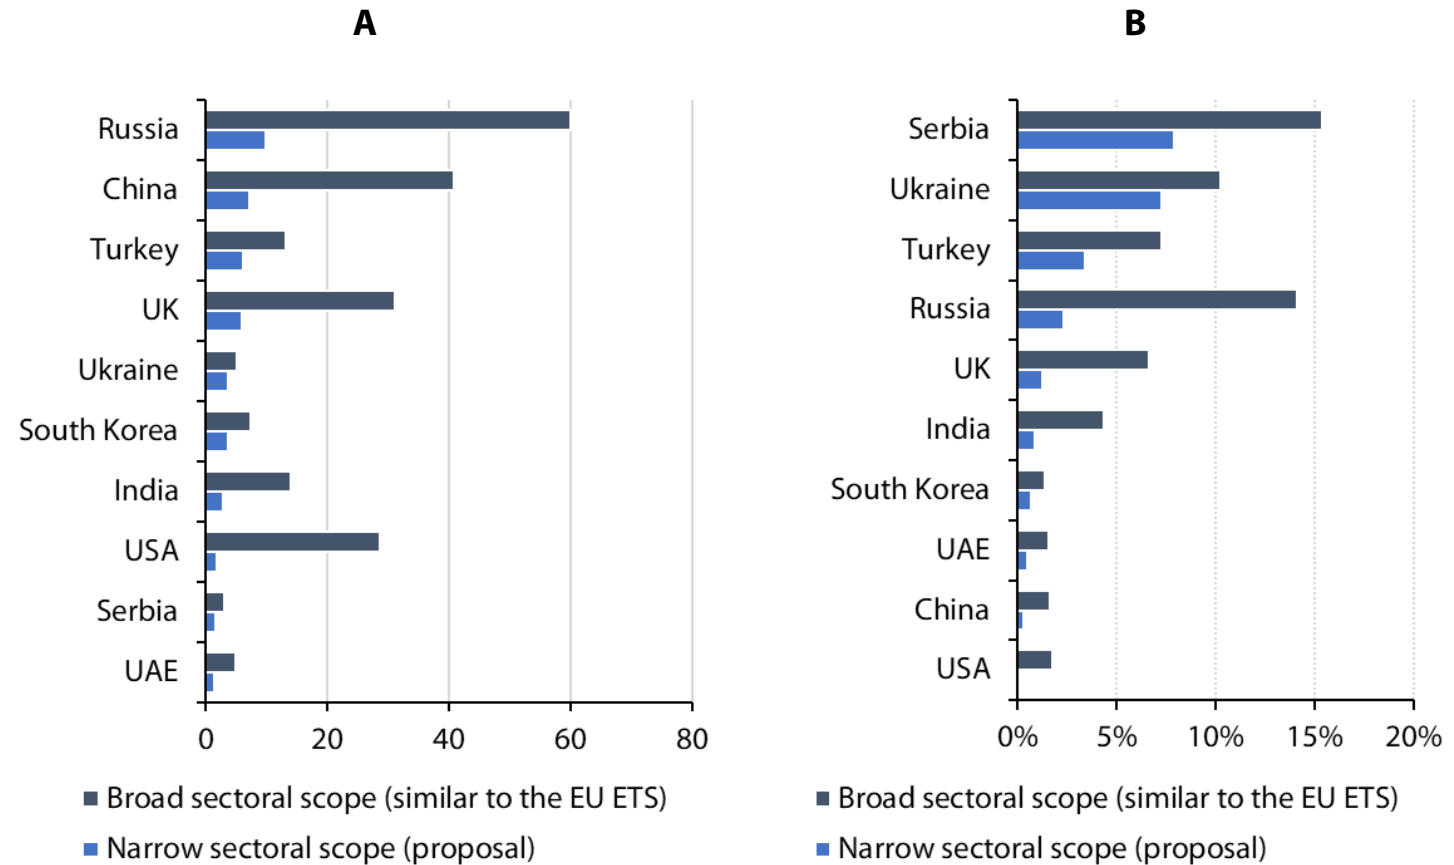 A
Russia
China
Turkey
UK
Ukraine
South Korea
India
USA
Serbia
UAE
0 20 40 60 80
■ Broad sectoral scope (similar to the EU ETS)
■ Narrow sectoral scope (proposal)
B
Serbia
Ukraine
Turkey
Russia
UK
India
South Korea
UAE
China
USA
0% 5% 10% 15% 20%
■ Broad sectoral scope (similar to the EU ETS)
■ Narrow sectoral scope (proposal)